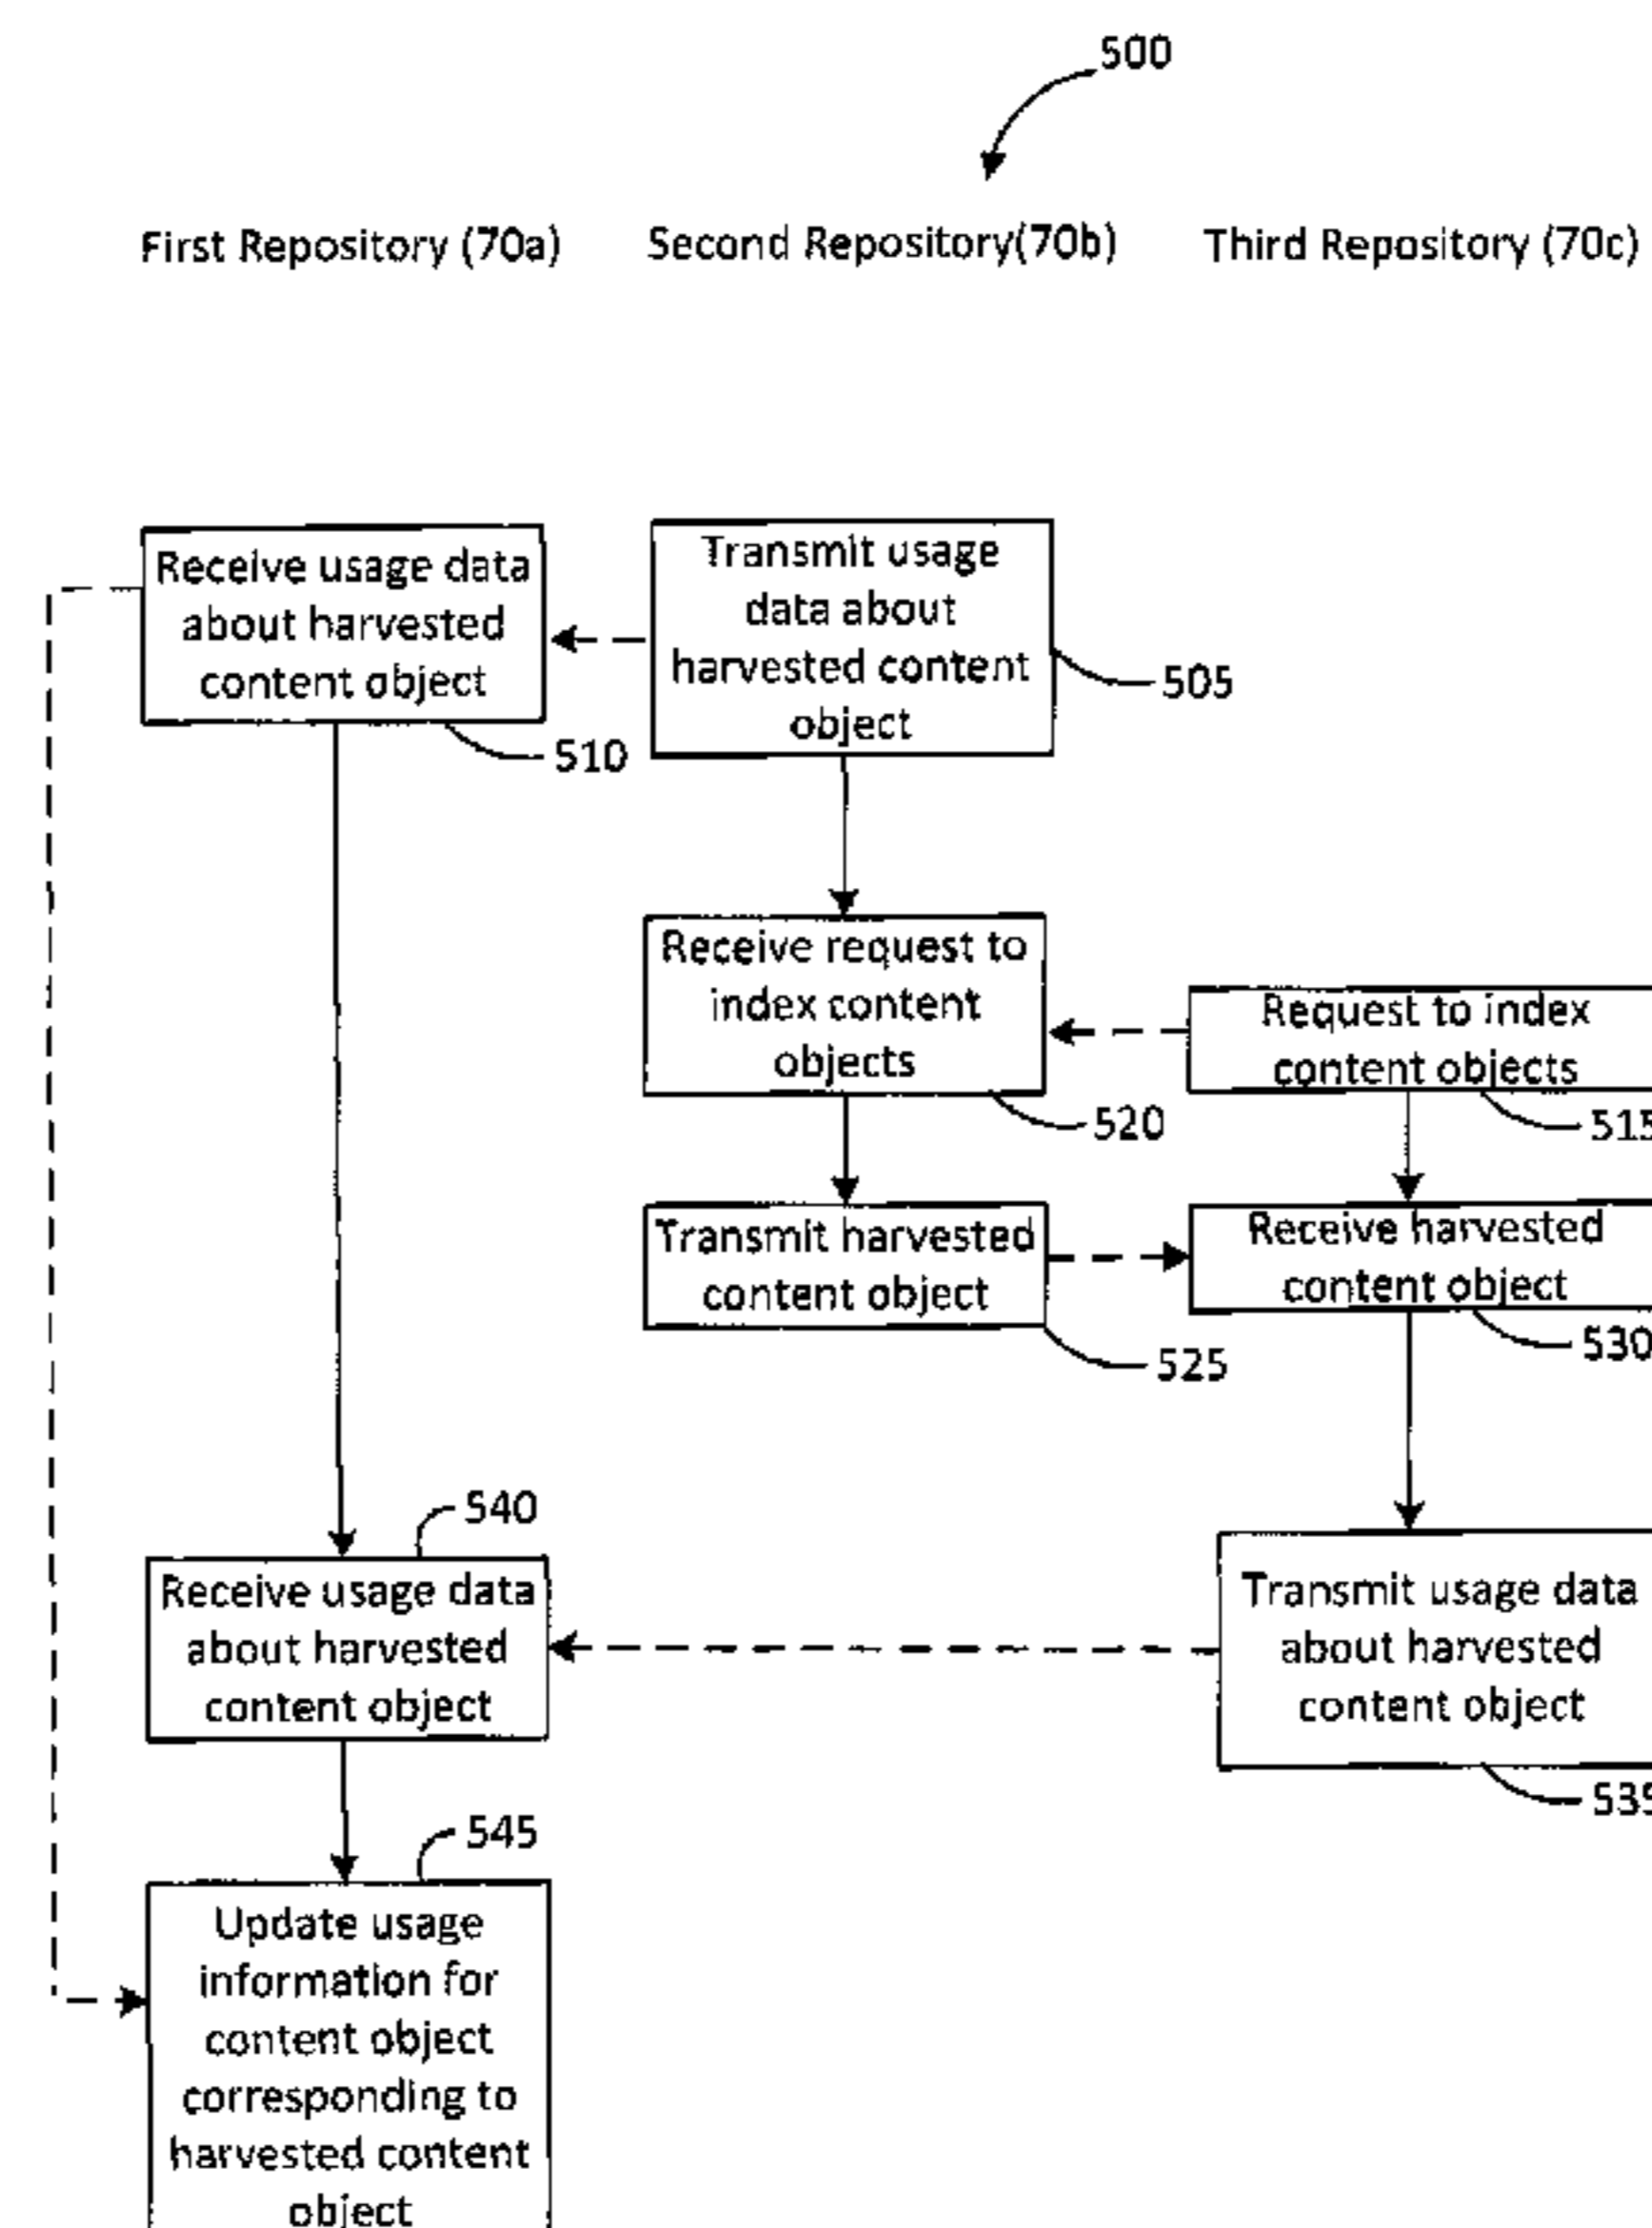 500
First Repository (70a)
Second Repository(70b)
Third Repository (70c)
Receive usage data
about harvested
content object
510
Transmit usage
data about
harvested content
object
505
Receive request to
index content
objects
520
Request to index
content objects
515
Transmit harvested
content object
525
Receive harvested
content object
530
540
Receive usage data
about harvested
content object
Transmit usage data
about harvested
content object
535
545
Update usage
information for
content object
corresponding to
harvested content
object